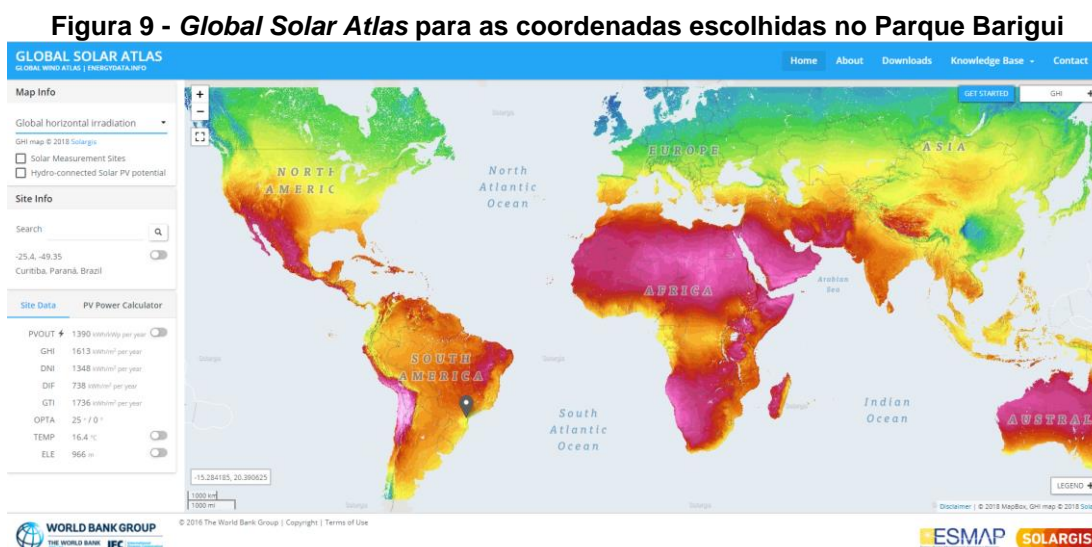 Figura 9 - Global Solar Atlas para as coordenadas escolhidas no Parque Barigui
GLOBAL SOLAR ATLAS
GLOBAL WIND ATLAS | ENERGYDATA.INFO
Home About Downloads Knowledge Base Contact
Map Info
Global horizontal irradiation
GHI map © 2018 Solargis
Solar Measurement Sites
Hydro-connected Solar PV potential
Site Info
Search
-25.4, -49.35
Curitiba, Paraná, Brazil
Site Data PV Power Calculator
PVOUT 1390 kWh/kWp per year
GHI 1613 kWh/m² per year
DNI 1348 kWh/m² per year
DIF 738 kWh/m² per year
GTI 1736 kWh/m² per year
OPTA 25 ° / 0 °
TEMP 16.4 °C
ELE 966 m
+
−
GET STARTED
GHI
Solargis
NORTH
AMERIC
North
Atlantic
Ocean
EUROPE
ASIA
Arabian
Sea
AFRICA
Solargis
Solargis
SOUTH
AMERICA
South
Atlantic
Ocean
Solargis
Indian
Ocean
AUSTRAL
-15.284185, 20.390625
1000 km
1000 mi
Solargis
Solargis
Solargis
LEGEND
Disclaimer | © 2018 MapBox, GHI map © 2018 Sola
WORLD BANK GROUP
THE WORLD BANK IFC
© 2016 The World Bank Group | Copyright | Terms of Use
ESMAP
SOLARGIS